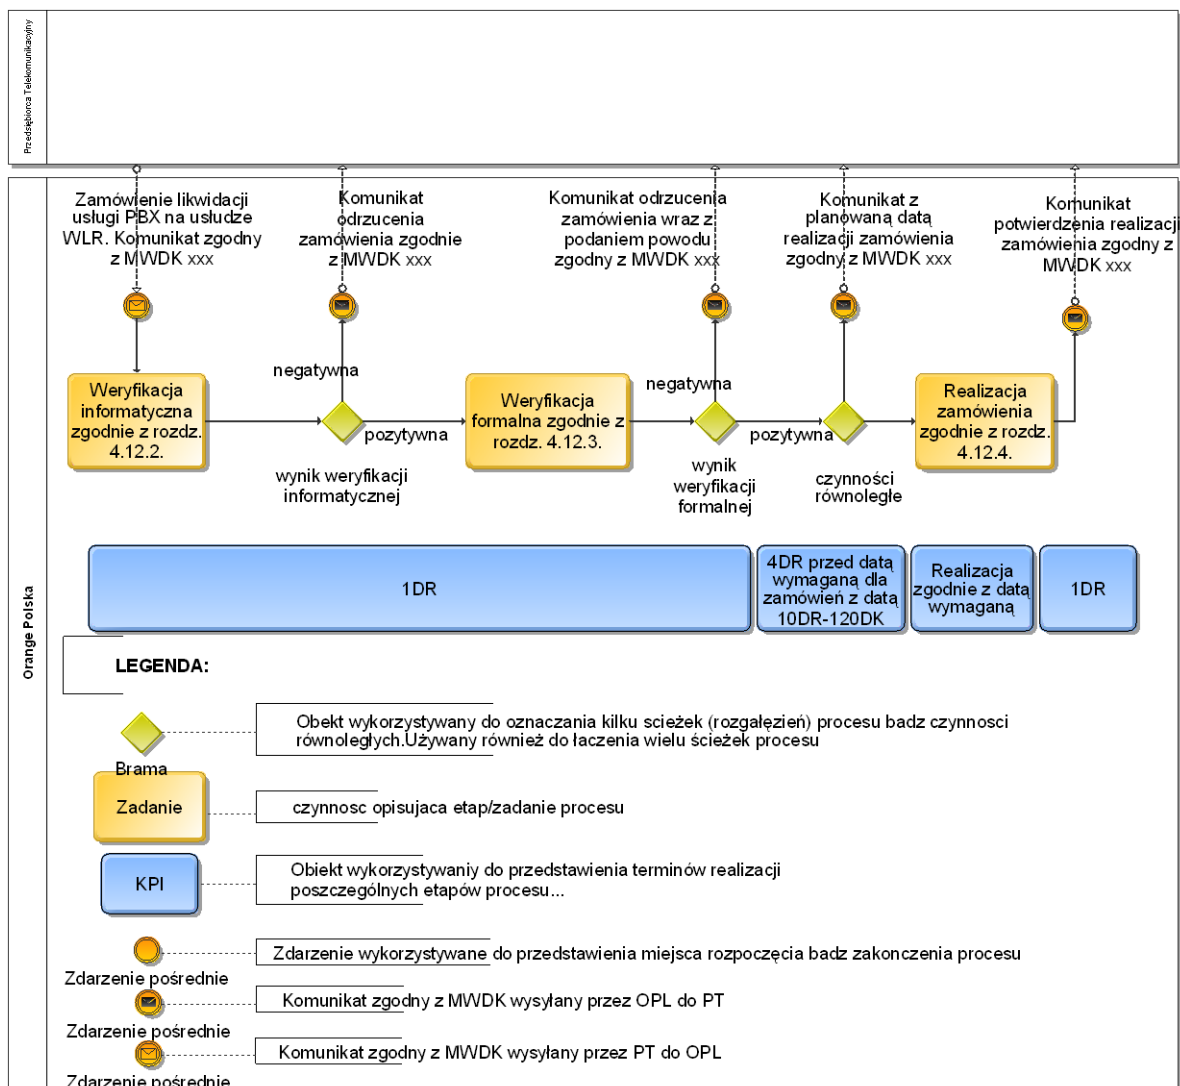 Przedsiębiorca Telekomunikacyjny
Orange Polska
Zamówienie likwidacji
usługi PBX na usłudze
WLR. Komunikat zgodny
z MWDK xxx
Komunikat
odrzucenia
zamówienia zgodnie
z MWDK xxx
Komunikat odrzucenia
zamówienia wraz z
podaniem powodu
zgodny z MWDK xxx
Komunikat z
planowaną datą
realizacji zamówienia
zgodny z MWDK xxx
Komunikat
potwierdzenia realizacji
zamówienia zgodny z
MWDK xxx
Weryfikacja
informatyczna
zgodnie z rozdz.
4.12.2.
negatywna
pozytywna
wynik weryfikacji
informatycznej
Weryfikacja
formalna zgodnie z
rozdz. 4.12.3.
negatywna
pozytywna
wynik
weryfikacji
formalnej
czynności
równoległe
Realizacja
zamówienia
zgodnie z rozdz.
4.12.4.
1DR
4DR przed datą
wymaganą dla
zamówień z datą
10DR-120DK
Realizacja
zgodnie z datą
wymaganą
1DR
LEGENDA:
Brama
Obekt wykorzystywany do oznaczania kilku scieżek (rozgałęzień) procesu badz czynnosci
równoległych.Używany również do łaczenia wielu ścieżek procesu
Zadanie
czynnosc opisujaca etap/zadanie procesu
KPI
Obiekt wykorzystywaniy do przedstawienia terminów realizacji
poszczególnych etapów procesu...
Zdarzenie pośrednie
Zdarzenie wykorzystywane do przedstawienia miejsca rozpoczęcia badz zakonczenia procesu
Zdarzenie pośrednie
Komunikat zgodny z MWDK wysyłany przez OPL do PT
Zdarzenie pośrednie
Komunikat zgodny z MWDK wysyłany przez PT do OPL